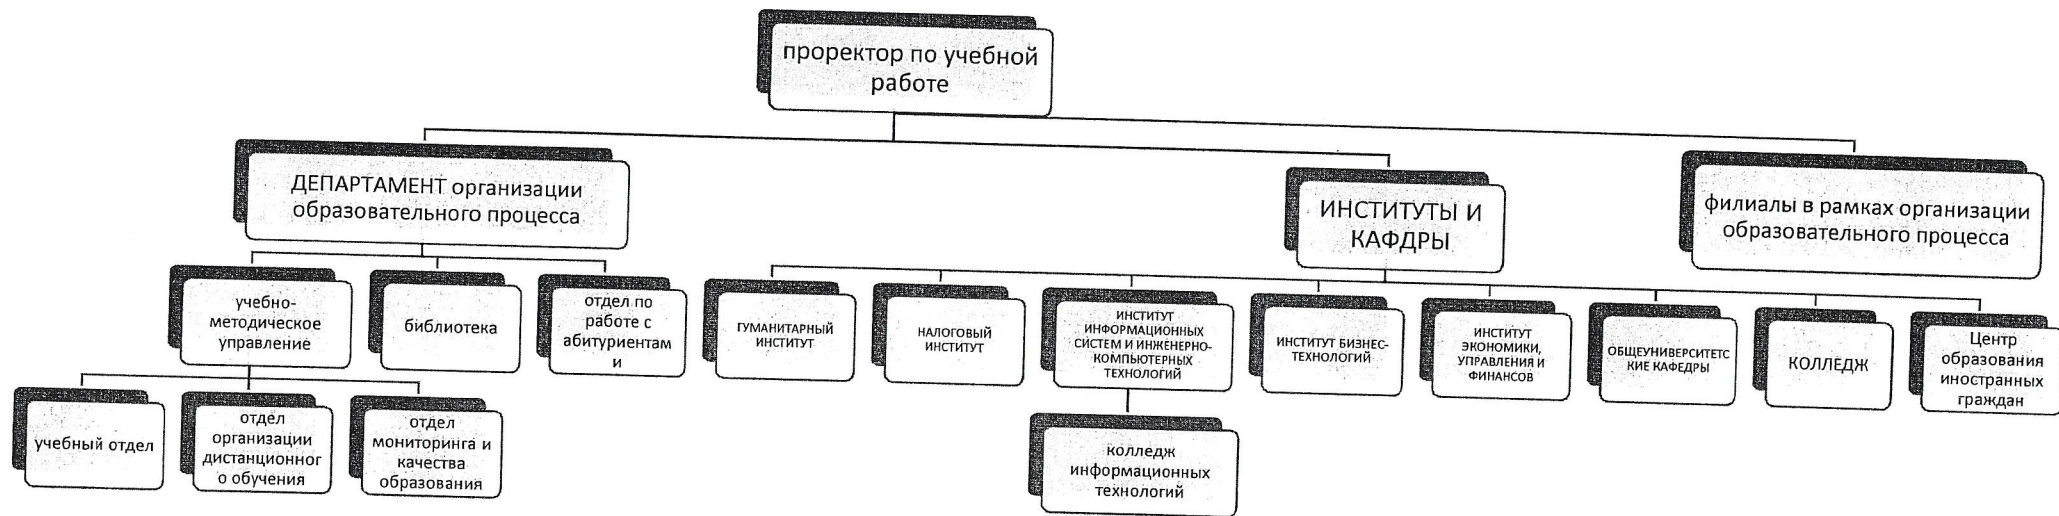 проректор по учебной
работе
ДЕПАРТАМЕНТ организации
образовательного процесса
ИНСТИТУТЫ И
КАФДРЫ
филиалы в рамках организации
образовательного процесса
учебно-
методическое
управление
библиотека
отдел по
работе с
абитуриентам
и
ГУМАНИТАРНЫЙ
ИНСТИТУТ
НАЛОГОВЫЙ
ИНСТИТУТ
ИНСТИТУТ
ИНФОРМАЦИОННЫХ
СИСТЕМ И ИНЖЕНЕРНО-
КОМПЬЮТЕРНЫХ
ТЕХНОЛОГИЙ
ИНСТИТУТ БИЗНЕС-
ТЕХНОЛОГИЙ
ИНСТИТУТ
ЭКОНОМИКИ,
УПРАВЛЕНИЯ И
ФИНАНСОВ
ОБЩЕУНИВЕРСИТЕТС
КИЕ КАФЕДРЫ
КОЛЛЕДЖ
Центр
образования
иностранных
граждан
учебный отдел
отдел
организации
дистанционног
о обучения
отдел
мониторинга и
качества
образования
колледж
информационных
технологий